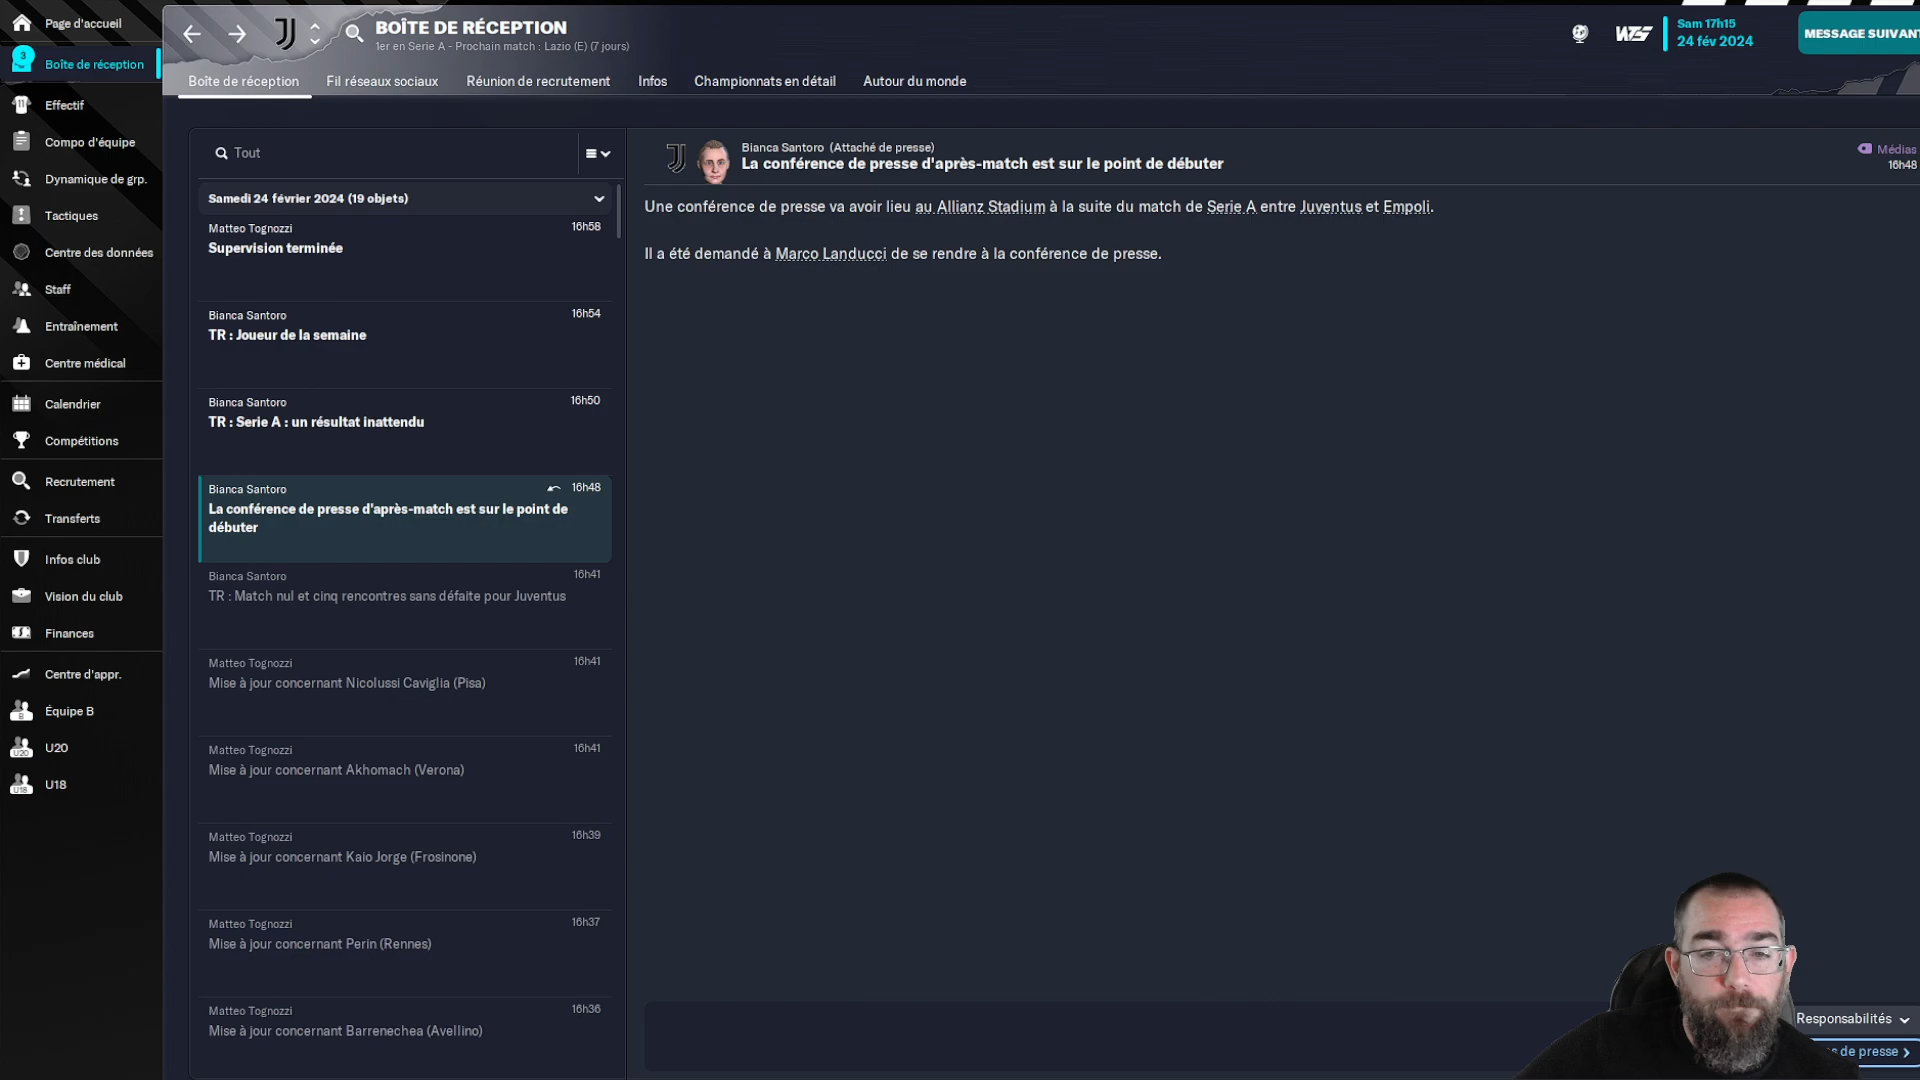 Page d'accueil
3
Boîte de réception
Effectif
Compo d'équipe
Dynamique de grp.
Tactiques
Centre des données
Staff
Entraînement
Centre médical
Calendrier
Compétitions
Recrutement
Transferts
Infos club
Vision du club
Finances
Centre d'appr.
Équipe B
U20
U18
BOÎTE DE RÉCEPTION
1er en Serie A - Prochain match : Lazio (E) (7 jours)
Sam 17h15
24 fév 2024
MESSAGE SUIVANT
Boîte de réception
Fil réseaux sociaux
Réunion de recrutement
Infos
Championnats en détail
Autour du monde
Tout
Samedi 24 février 2024 (19 objets)
Matteo Tognozzi 16h58
Supervision terminée
Bianca Santoro 16h54
TR : Joueur de la semaine
Bianca Santoro 16h50
TR : Serie A : un résultat inattendu
Bianca Santoro 16h48
La conférence de presse d'après-match est sur le point de
débuter
Bianca Santoro 16h41
TR : Match nul et cinq rencontres sans défaite pour Juventus
Matteo Tognozzi 16h41
Mise à jour concernant Nicolussi Caviglia (Pisa)
Matteo Tognozzi 16h41
Mise à jour concernant Akhomach (Verona)
Matteo Tognozzi 16h39
Mise à jour concernant Kaio Jorge (Frosinone)
Matteo Tognozzi 16h37
Mise à jour concernant Perin (Rennes)
Matteo Tognozzi 16h36
Mise à jour concernant Barrenechea (Avellino)
Bianca Santoro (Attaché de presse)
La conférence de presse d'après-match est sur le point de débuter
Médias
16h48
Une conférence de presse va avoir lieu au Allianz Stadium à la suite du match de Serie A entre Juventus et Empoli.
Il a été demandé à Marco Landucci de se rendre à la conférence de presse.
Responsabilités
de presse